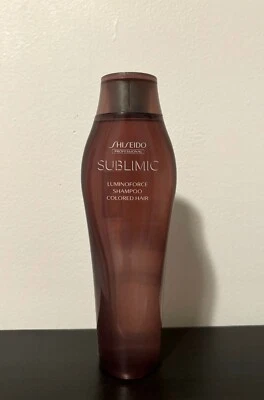 SHISEIDO
PROFESSIONAL
SUBLIMIC
LUMINOFORCE
SHAMPOO
COLORED HAIR